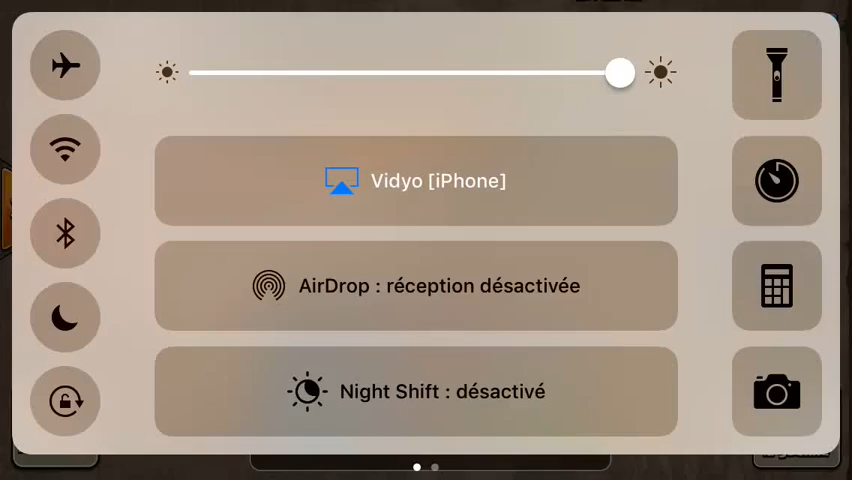 Vidyo [iPhone]
AirDrop : réception désactivée
Night Shift : désactivé